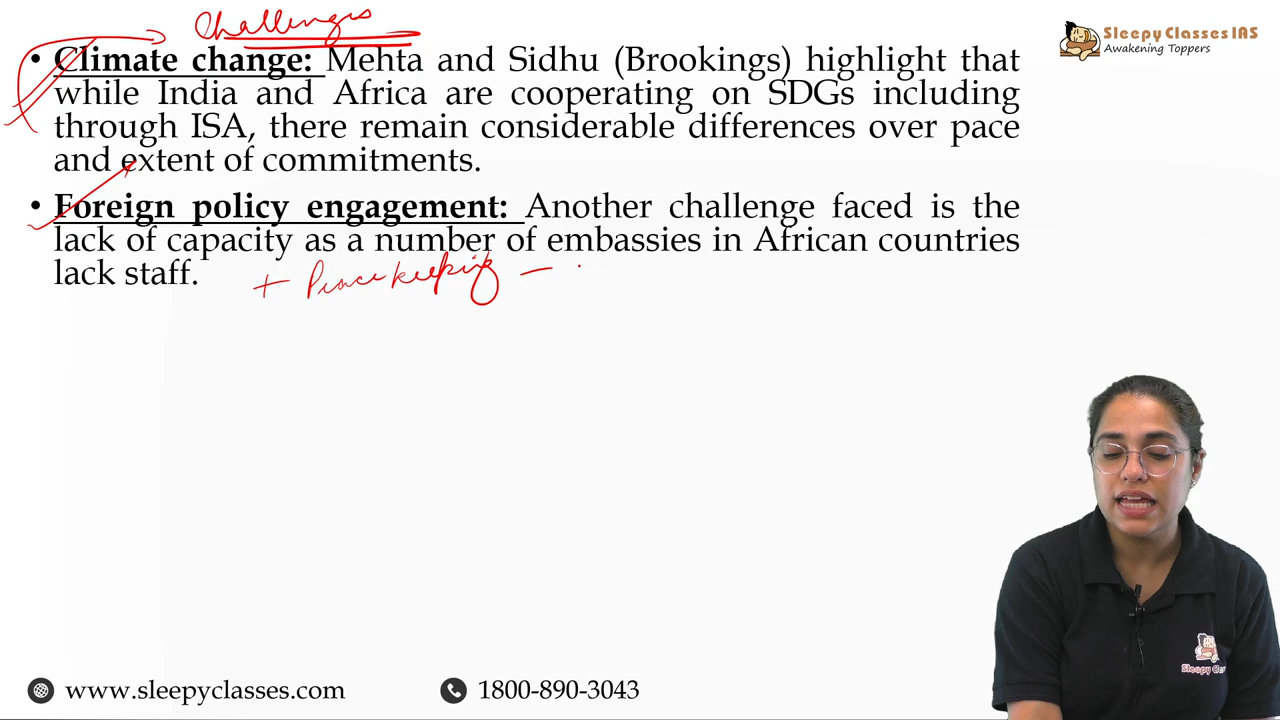 Challenges
• Climate change: Mehta and Sidhu (Brookings) highlight that
while India and Africa are cooperating on SDGs including
through ISA, there remain considerable differences over pace
and extent of commitments.
• Foreign policy engagement: Another challenge faced is the
lack of capacity as a number of embassies in African countries
lack staff.
+ Peacekeeping –
Sleepy Classes IAS
Awakening Toppers
Sleepy
www.sleepyclasses.com
1800-890-3043